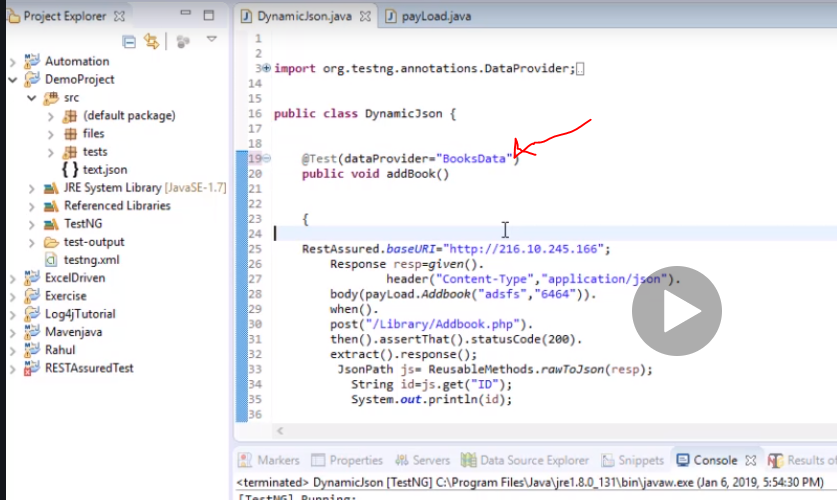 Project Explorer
Automation
DemoProject
src
(default package)
files
tests
text.json
JRE System Library [JavaSE-1.7]
Referenced Libraries
TestNG
test-output
testng.xml
ExcelDriven
Exercise
Log4jTutorial
Mavenjava
Rahul
RESTAssuredTest
DynamicJson.java
payLoad.java
1
2
3 import org.testng.annotations.DataProvider;
14
15
16 public class DynamicJson {
17
18
19 @Test(dataProvider="BooksData")
20 public void addBook()
21
22
23 {
24
25 RestAssured.baseURI="http://216.10.245.166";
26 Response resp=given().
27 header("Content-Type","application/json").
28 body(payLoad.Addbook("adsfs","6464")).
29 when().
30 post("/Library/Addbook.php").
31 then().assertThat().statusCode(200).
32 extract().response();
33 JsonPath js= ReusableMethods.rawToJson(resp);
34 String id=js.get("ID");
35 System.out.println(id);
36
Markers Properties Servers Data Source Explorer Snippets Console Results of
<terminated> DynamicJson [TestNG] C:\Program Files\Java\jre1.8.0_131\bin\javaw.exe (Jan 6, 2019, 5:54:30 PM)
[TestNG] Running: